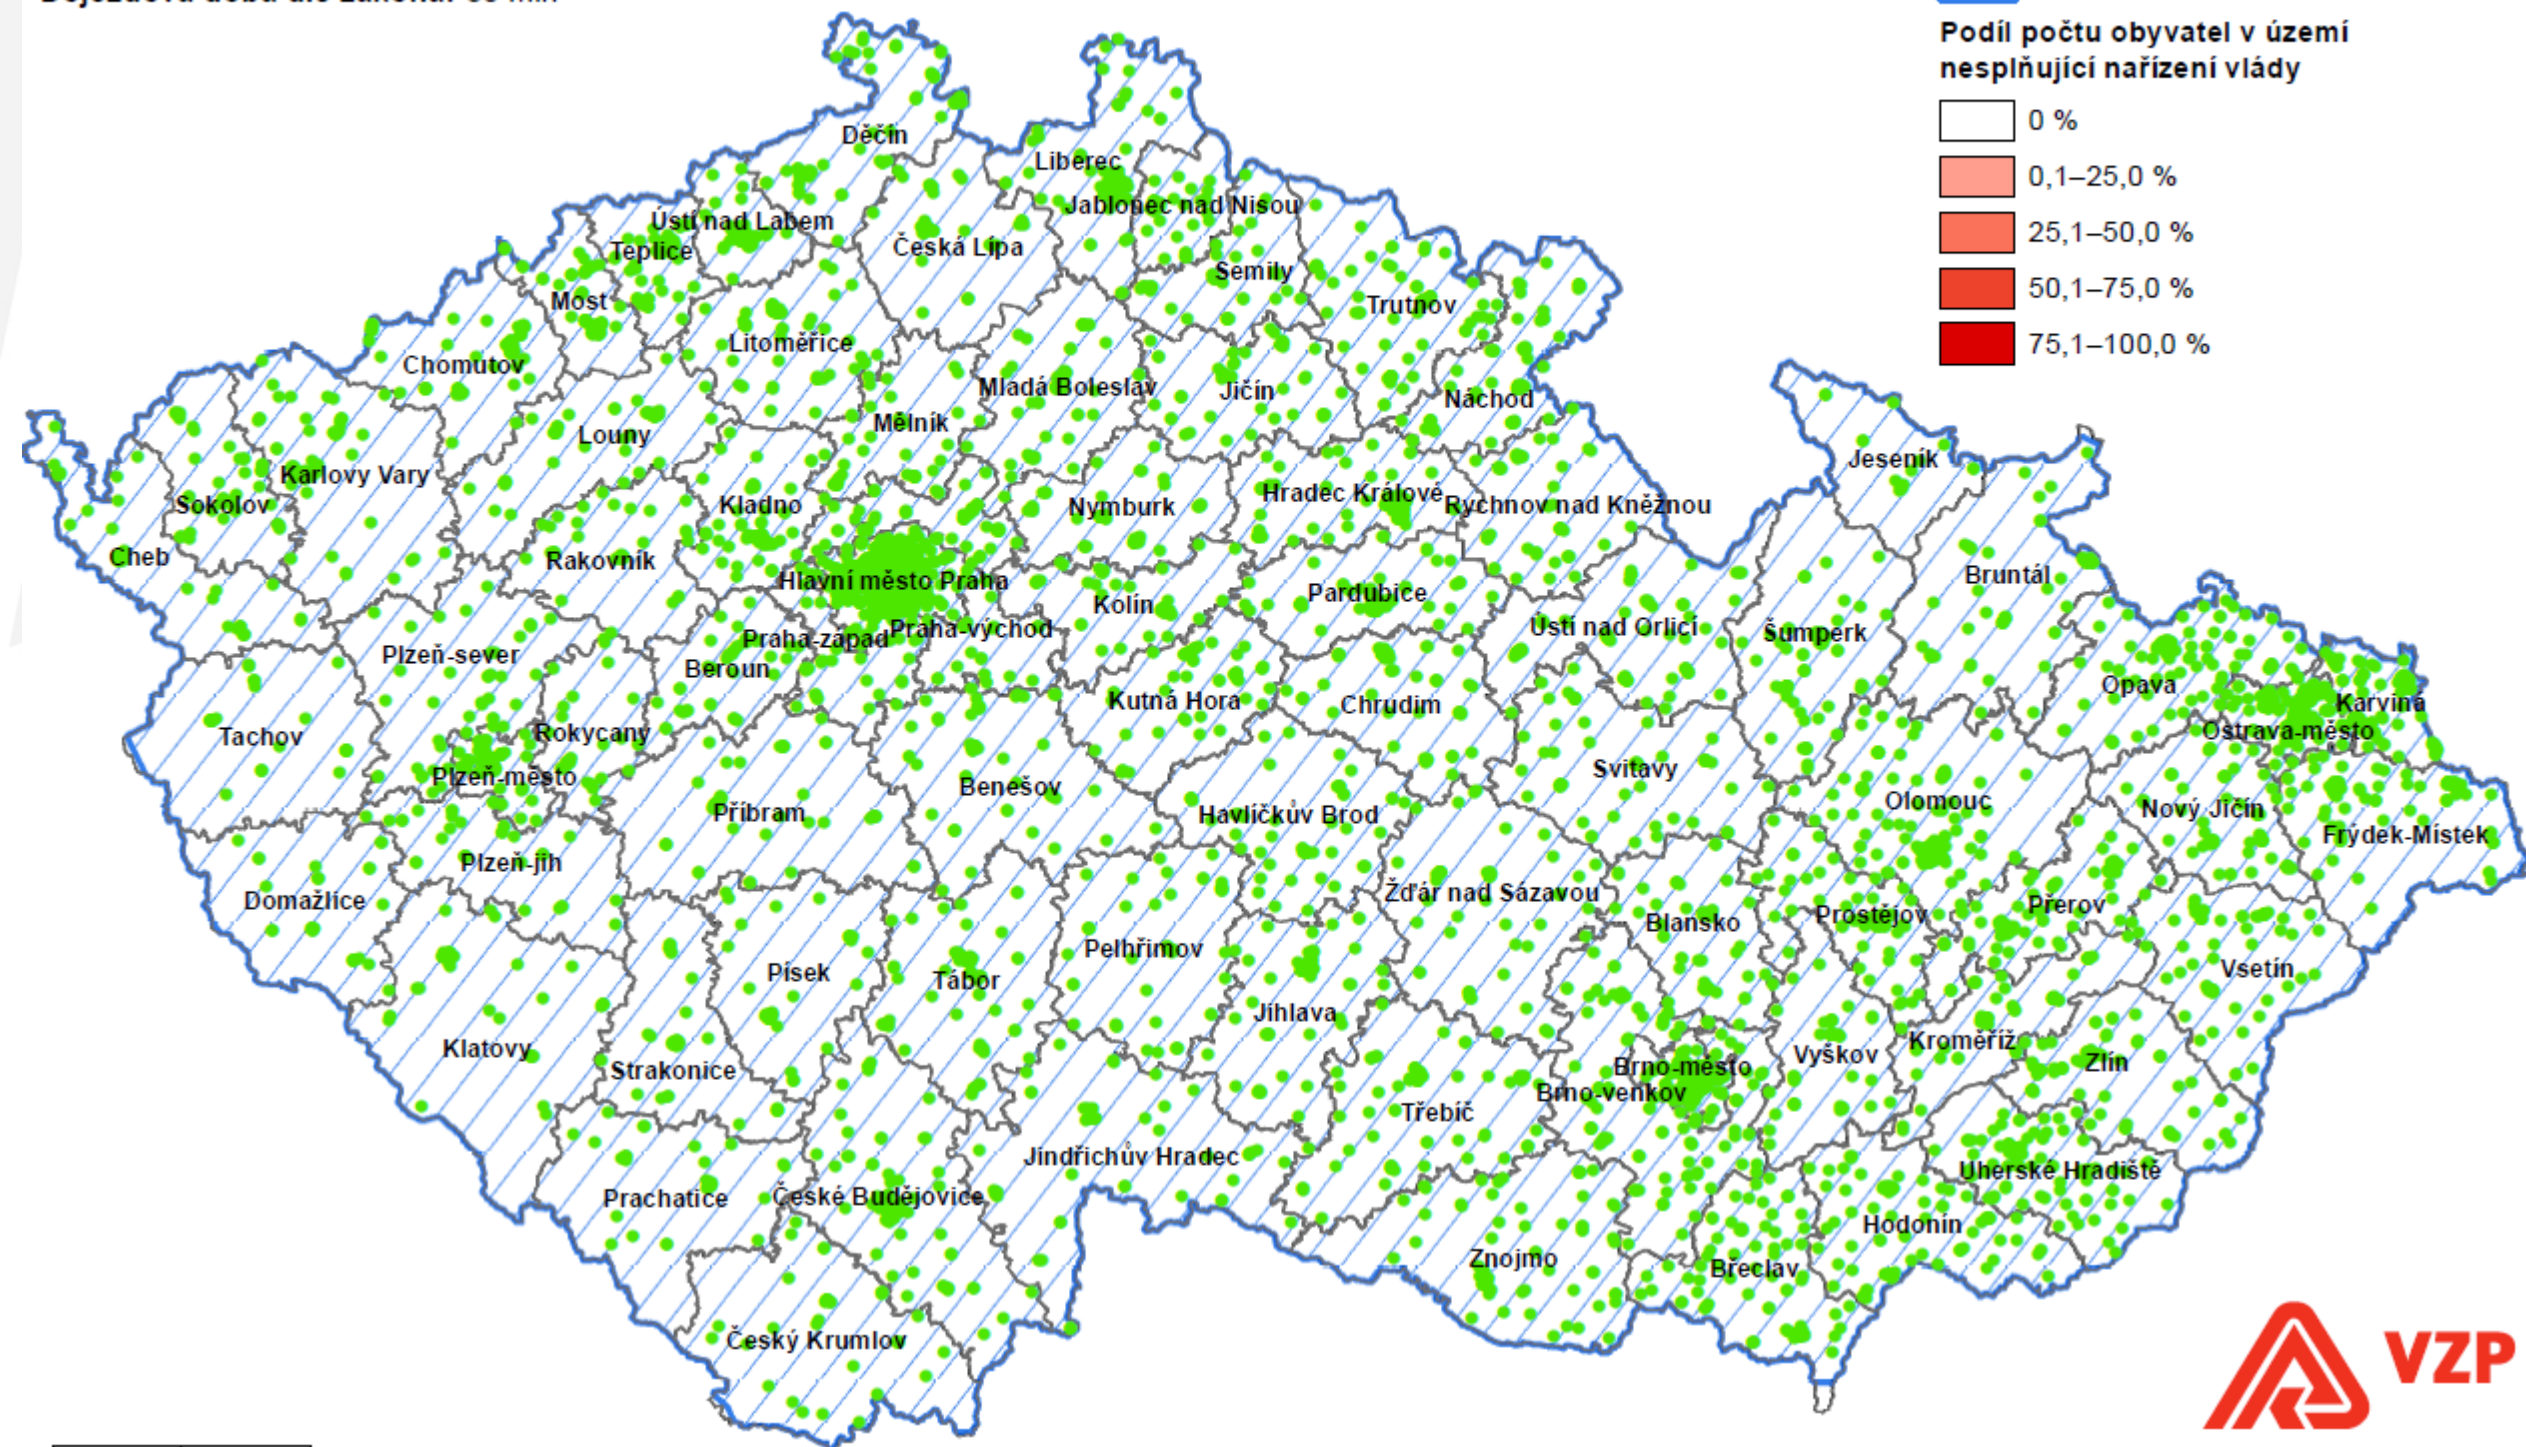 Podíl počtu obyvatel v území
nesplňující nařízení vlády
0 %
0,1–25,0 %
25,1–50,0 %
50,1–75,0 %
75,1–100,0 %
Děčín
Liberec
Jablonec nad Nisou
Ústí nad Labem
Teplice
Česká Lípa
Semily
Most
Trutnov
Litoměřice
Chomutov
Mladá Boleslav
Jičín
Náchod
Mělník
Louny
Jeseník
Karlovy Vary
Sokolov
Kladno
Nymburk
Hradec Králové
Rychnov nad Kněžnou
Cheb
Rakovník
Hlavní město Praha
Kolín
Pardubice
Bruntál
Praha-západ
Praha-východ
Ústí nad Orlicí
Šumperk
Plzeň-sever
Beroun
Kutná Hora
Chrudim
Opava
Karviná
Tachov
Rokycany
Ostrava-město
Plzeň-město
Svitavy
Benešov
Příbram
Havlíčkův Brod
Olomouc
Nový Jičín
Frýdek-Místek
Plzeň-jih
Domažlice
Žďár nad Sázavou
Blansko
Prostějov
Přerov
Pelhřimov
Písek
Tábor
Vsetín
Jihlava
Klatovy
Strakonice
Brno-město
Brno-venkov
Vyškov
Kroměříž
Zlín
Třebíč
Jindřichův Hradec
Uherské Hradiště
Prachatice
České Budějovice
Hodonín
Znojmo
Břeclav
Český Krumlov
VZP